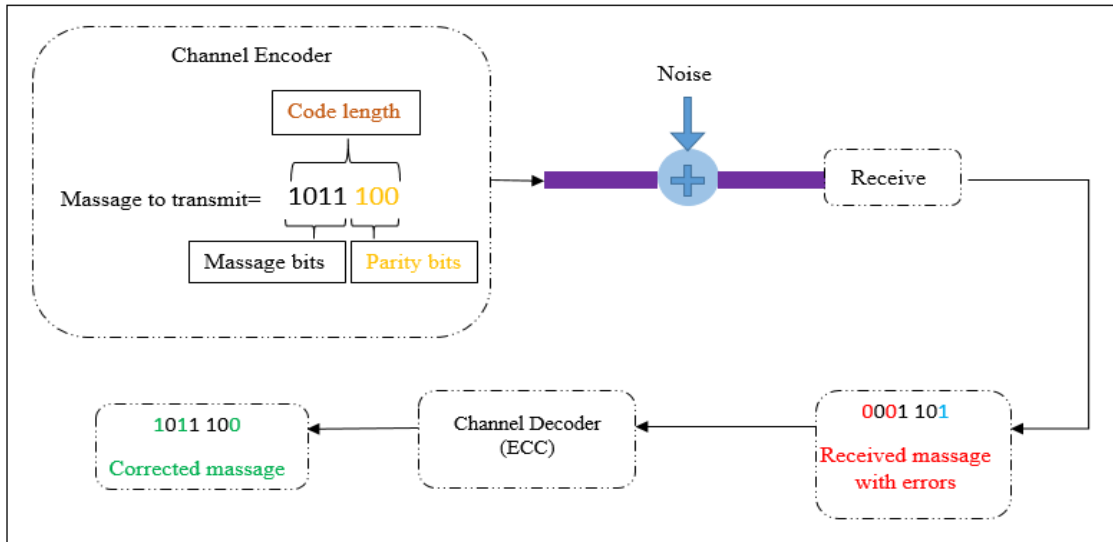 Channel Encoder
Code length
Massage to transmit= 1011 100
Massage bits
Parity bits
Noise
Receive
0001 101
Received massage
with errors
Channel Decoder
(ECC)
1011 100
Corrected massage